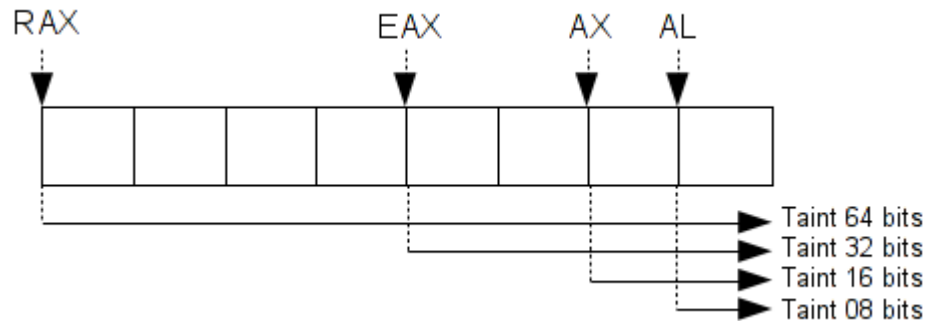 RAX EAX AX AL
Taint 64 bits
Taint 32 bits
Taint 16 bits
Taint 08 bits